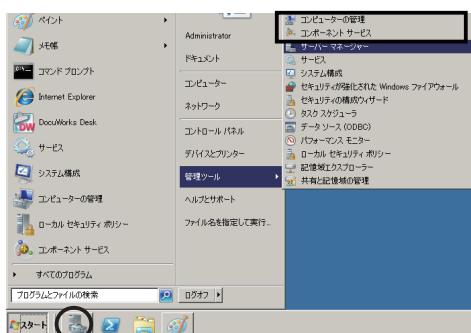 ペイント
メモ帳
コマンド プロンプト
Internet Explorer
DocuWorks Desk
サービス
システム構成
コンピューターの管理
ローカル セキュリティ ポリシー
コンポーネント サービス
すべてのプログラム
プログラムとファイルの検索
Administrator
ドキュメント
コンピューター
ネットワーク
コントロール パネル
デバイスとプリンター
管理ツール
ヘルプとサポート
ファイル名を指定して実行...
ログオフ
コンピューターの管理
コンポーネント サービス
サーバー マネージャー
サービス
システム構成
セキュリティが強化された Windows ファイアウォール
セキュリティの構成ウィザード
タスク スケジューラ
データ ソース (ODBC)
パフォーマンス モニター
ローカル セキュリティ ポリシー
記憶域エクスプローラー
共有と記憶域の管理
スタート